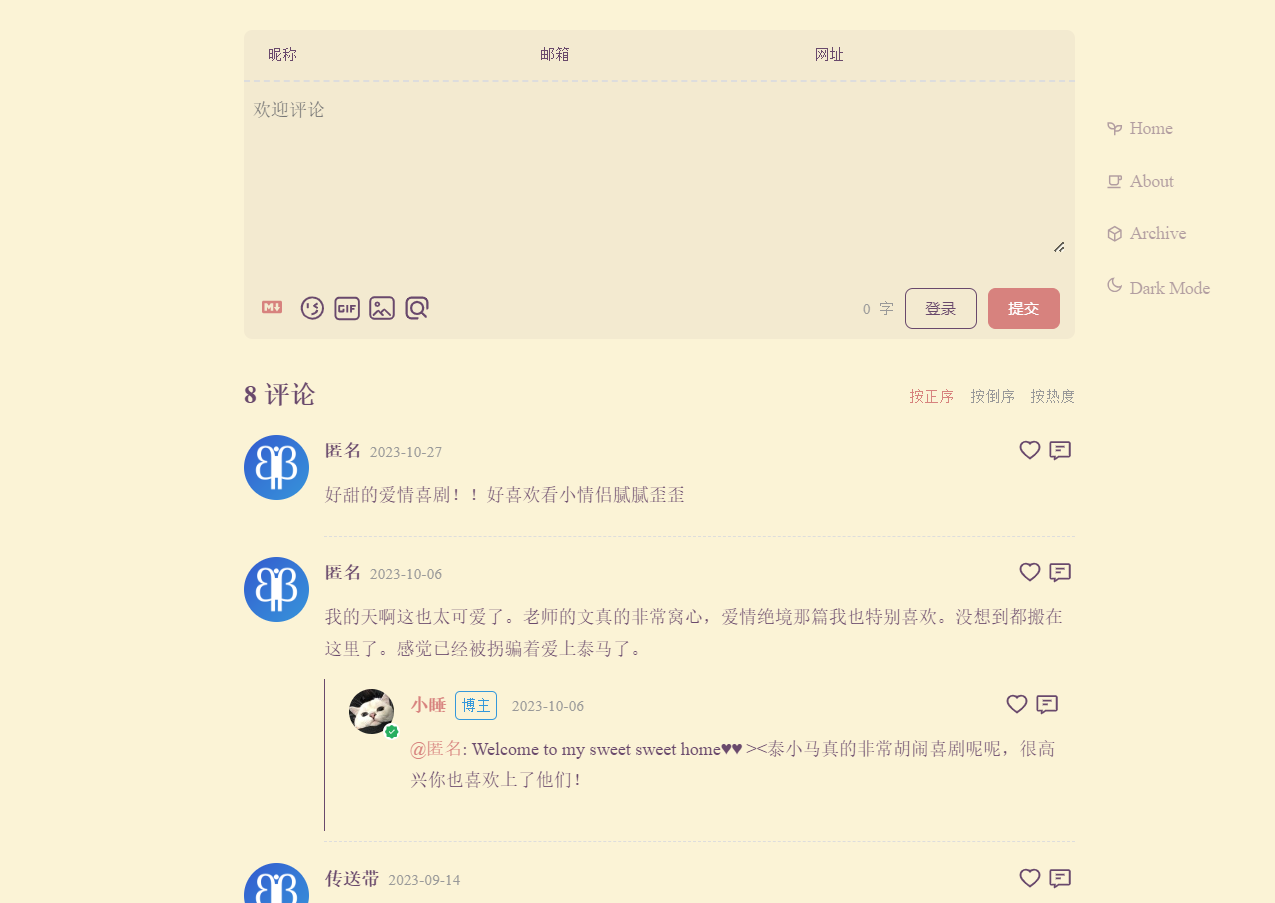 昵称 邮箱 网址
欢迎评论
Home
About
Archive
Dark Mode
M↓ GIF 0 字 登录 提交
8 评论 按正序 按倒序 按热度
匿名 2023-10-27
好甜的爱情喜剧！！好喜欢看小情侣腻腻歪歪
匿名 2023-10-06
我的天啊这也太可爱了。老师的文真的非常窝心，爱情绝境那篇我也特别喜欢。没想到都搬在
这里了。感觉已经被拐骗着爱上泰马了。
小睡 博主 2023-10-06
@匿名: Welcome to my sweet sweet home♥♥ ><泰小马真的非常胡闹喜剧呢呢，很高
兴你也喜欢上了他们！
传送带 2023-09-14